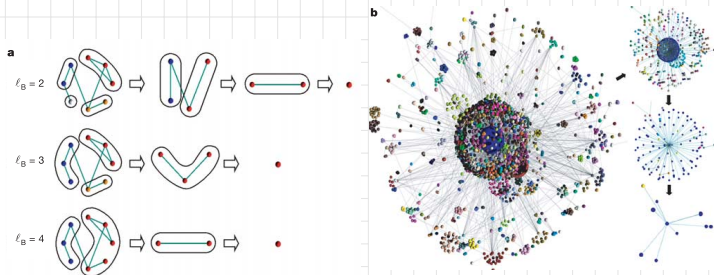 a
ℓB = 2
ℓB = 3
ℓB = 4
b